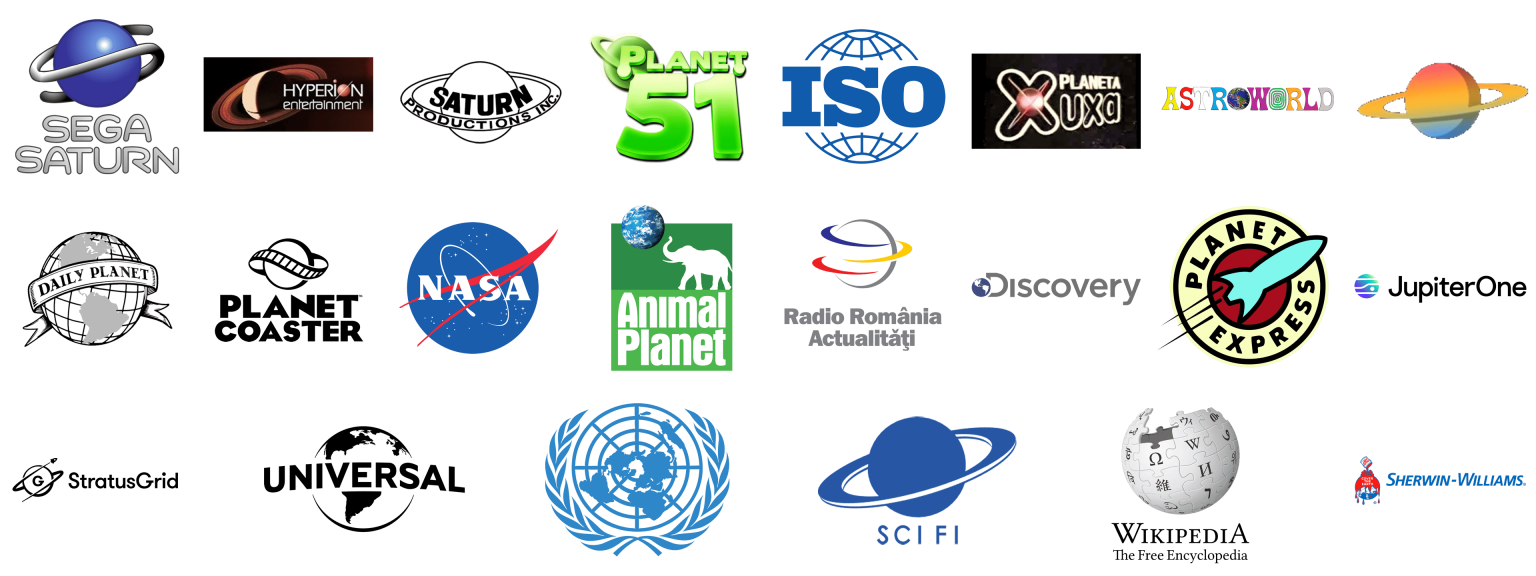 SEGA
SATURN
HYPERION
entertainment
SATURN
PRODUCTIONS INC.
PLANET
51
ISO
PLANETA
XUXA
ASTROWORLD
DAILY PLANET
PLANET
COASTER
NASA
Animal
Planet
Radio România
Actualităţi
Discovery
PLANET
EXPRESS
JupiterOne
G
StratusGrid
UNIVERSAL
SCI FI
Ω
W
И
維
WIKIPEDIA
The Free Encyclopedia
SHERWIN-WILLIAMS.